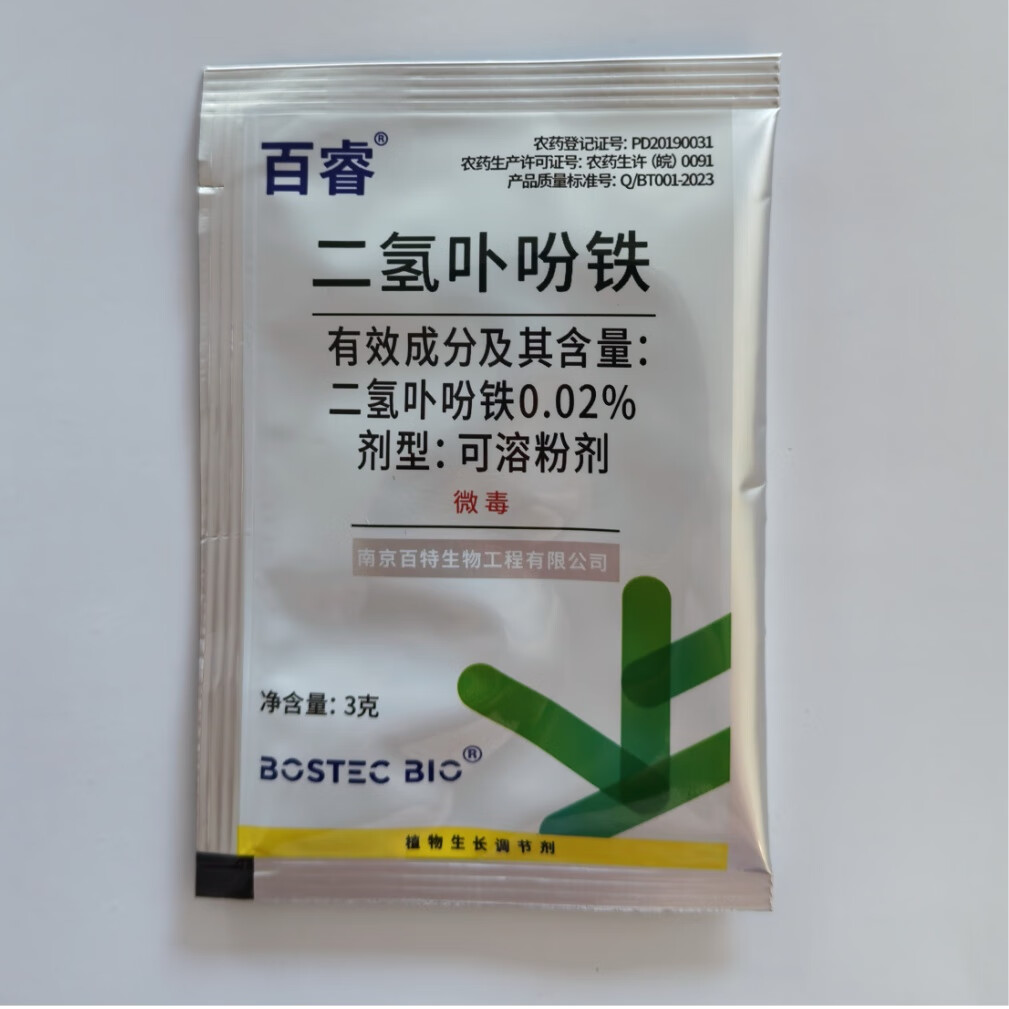 百睿®
农药登记证号: PD20190031
农药生产许可证号: 农药生许 (皖) 0091
产品质量标准号: Q/BT001-2023
二氢卟吩铁
有效成分及其含量:
二氢卟吩铁0.02%
剂型: 可溶粉剂
微毒
南京百特生物工程有限公司
净含量: 3克
BOSTEC BIO®
植物生长调节剂